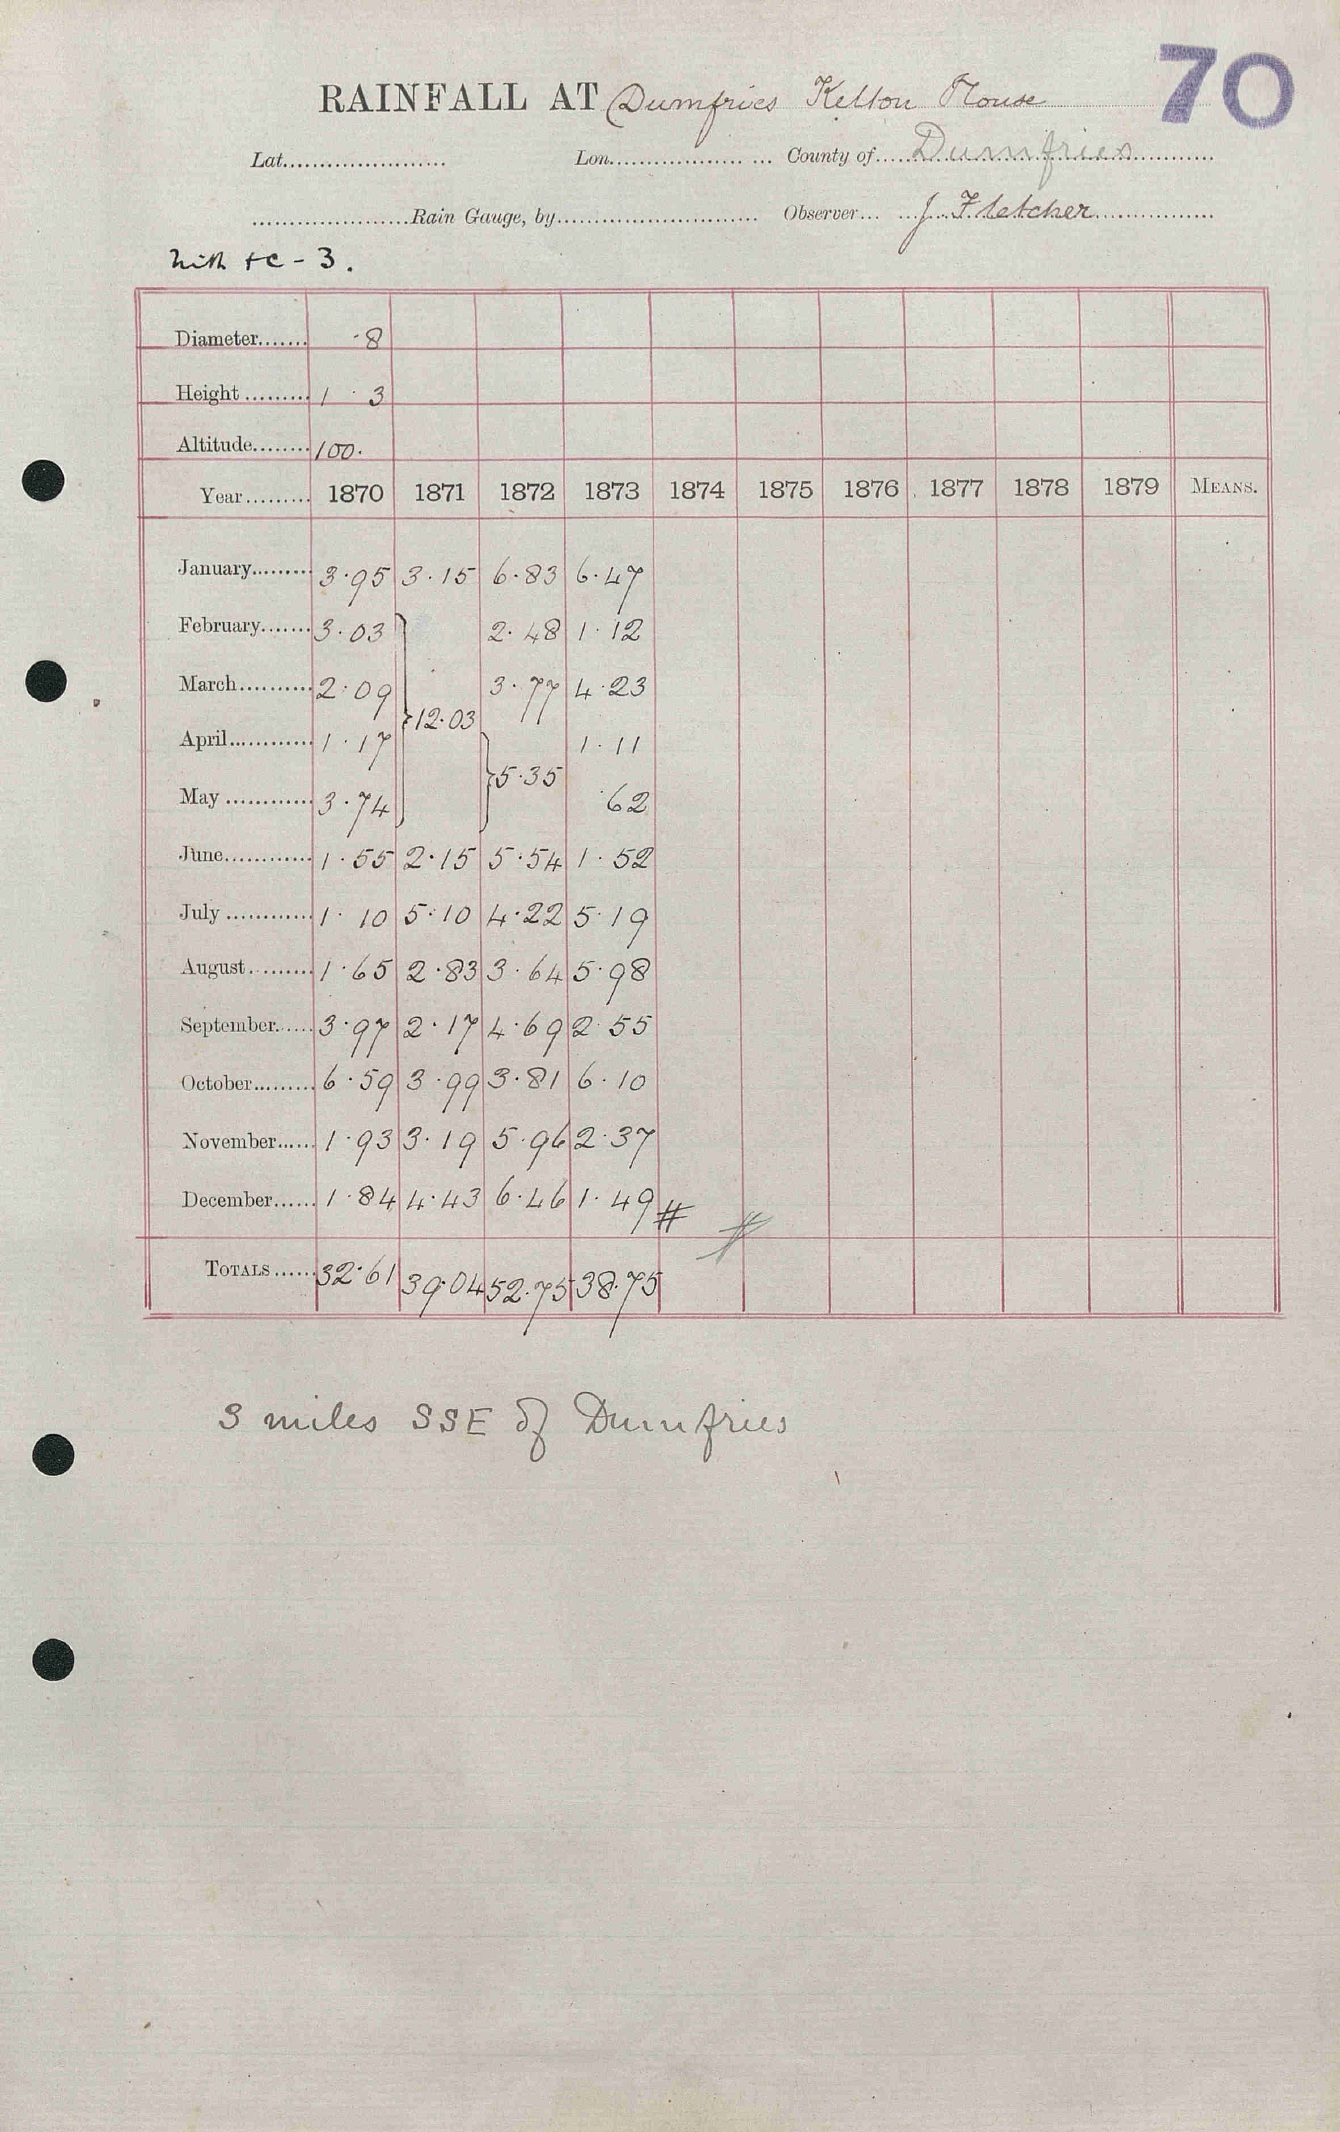 70
RAINFALL AT Dumfries Kelton House
Lat...................... Lon.................. ... County of....Dumfries............
......................Rain Gauge, by........................... Observer... ...J. Fletcher................
- 3.
Diameter....... ·8
Height ......... 1 · 3
Altitude........ 100.
Year......... 1870 1871 1872 1873 1874 1875 1876 1877 1878 1879 MEANS.
January......... 3·95 3·15 6·83 6·47
February....... 3·03 2·48 1·12
March.......... 2·09 3·77 4·23
} 12·03
April............ 1·17 1·11
} 5·35
May ............ 3·74 ·62
June............ 1·55 2·15 5·54 1·52
July ............ 1·10 5·10 4·22 5·19
August......... 1·65 2·83 3·64 5·98
September...... 3·97 2·17 4·69 2·55
October......... 6·59 3·99 3·81 6·10
November...... 1·93 3·19 5·96 2·37
December...... 1·84 4·43 6·46 1·49 # #
TOTALS...... 32·61 39·04 52·75 38·75
3 miles SSE of Dumfries